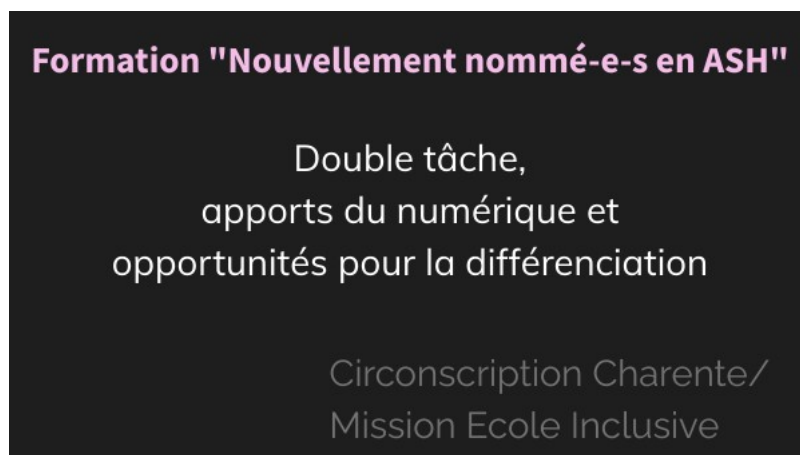 Formation "Nouvellement nommé-e-s en ASH"
Double tâche,
apports du numérique et
opportunités pour la différenciation
Circonscription Charente/
Mission Ecole Inclusive